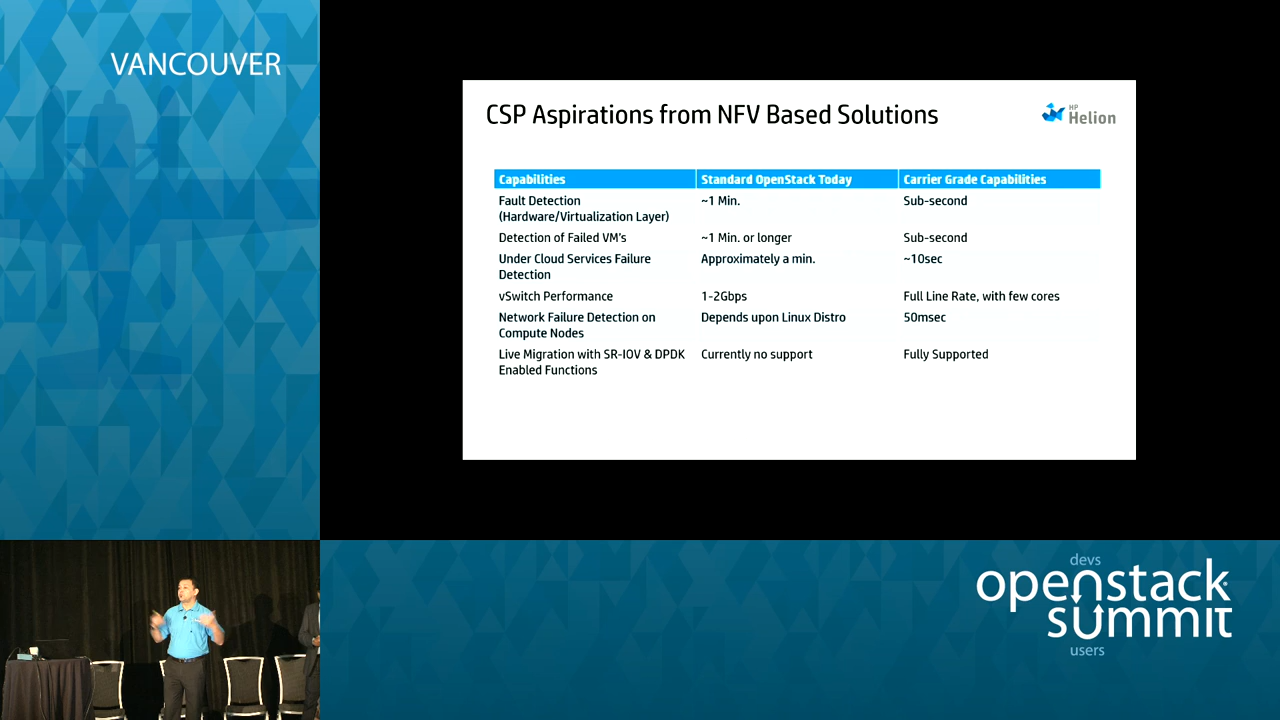 VANCOUVER
CSP Aspirations from NFV Based Solutions
HP
Helion
Capabilities
Standard OpenStack Today
Carrier Grade Capabilities
Fault Detection
(Hardware/Virtualization Layer)
~1 Min.
Sub-second
Detection of Failed VM's
~1 Min. or longer
Sub-second
Under Cloud Services Failure
Detection
Approximately a min.
~10sec
vSwitch Performance
1-2Gbps
Full Line Rate, with few cores
Network Failure Detection on
Compute Nodes
Depends upon Linux Distro
50msec
Live Migration with SR-IOV & DPDK
Enabled Functions
Currently no support
Fully Supported
devs
openstack
summit
users